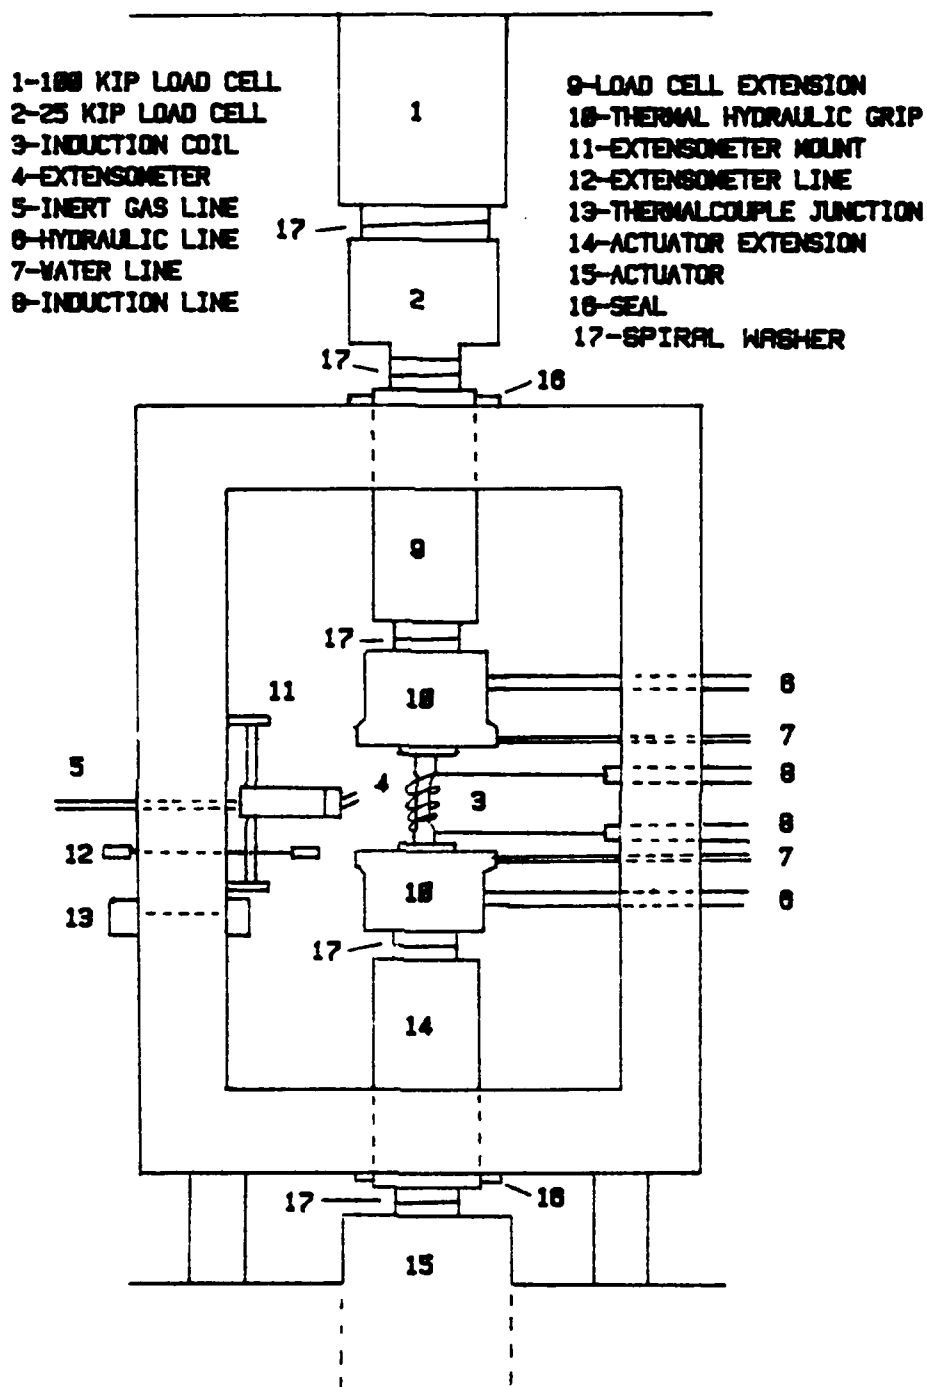 1-100 KIP LOAD CELL
2-25 KIP LOAD CELL
3-INDUCTION COIL
4-EXTENSOMETER
5-INERT GAS LINE
6-HYDRAULIC LINE
7-WATER LINE
8-INDUCTION LINE
9-LOAD CELL EXTENSION
10-THERMAL HYDRAULIC GRIP
11-EXTENSOMETER MOUNT
12-EXTENSOMETER LINE
13-THERMALCOUPLE JUNCTION
14-ACTUATOR EXTENSION
15-ACTUATOR
16-SEAL
17-SPIRAL WASHER
1
17
2
17
16
9
17
10
6
11
7
5
4
8
3
8
12
7
10
6
13
17
14
17
16
15